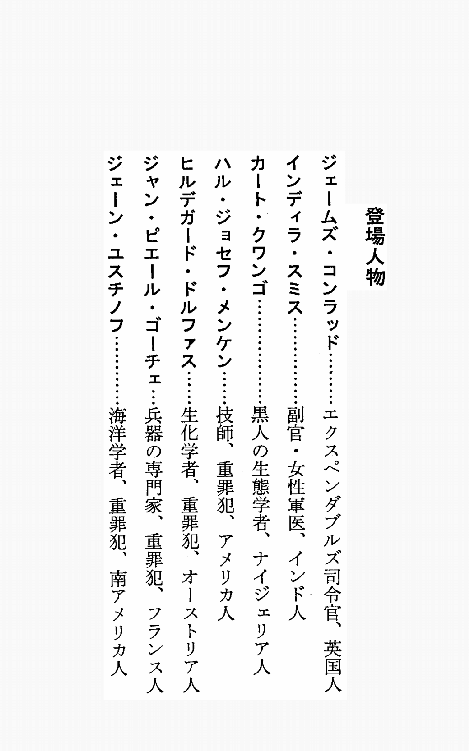 登場人物
ジェームズ・コンラッド…………エクスペンダブルズ司令官、英国人
インディラ・スミス……………副官・女性軍医、インド人
カート・クワンゴ………………黒人の生態学者、ナイジェリア人
ハル・ジョセフ・メンケン……技師、重罪犯、アメリカ人
ヒルデガード・ドルファス……生化学者、重罪犯、オーストリア人
ジャン・ピエール・ゴーチェ…兵器の専門家、重罪犯、フランス人
ジェーン・ユスチノフ…………海洋学者、重罪犯、南アメリカ人